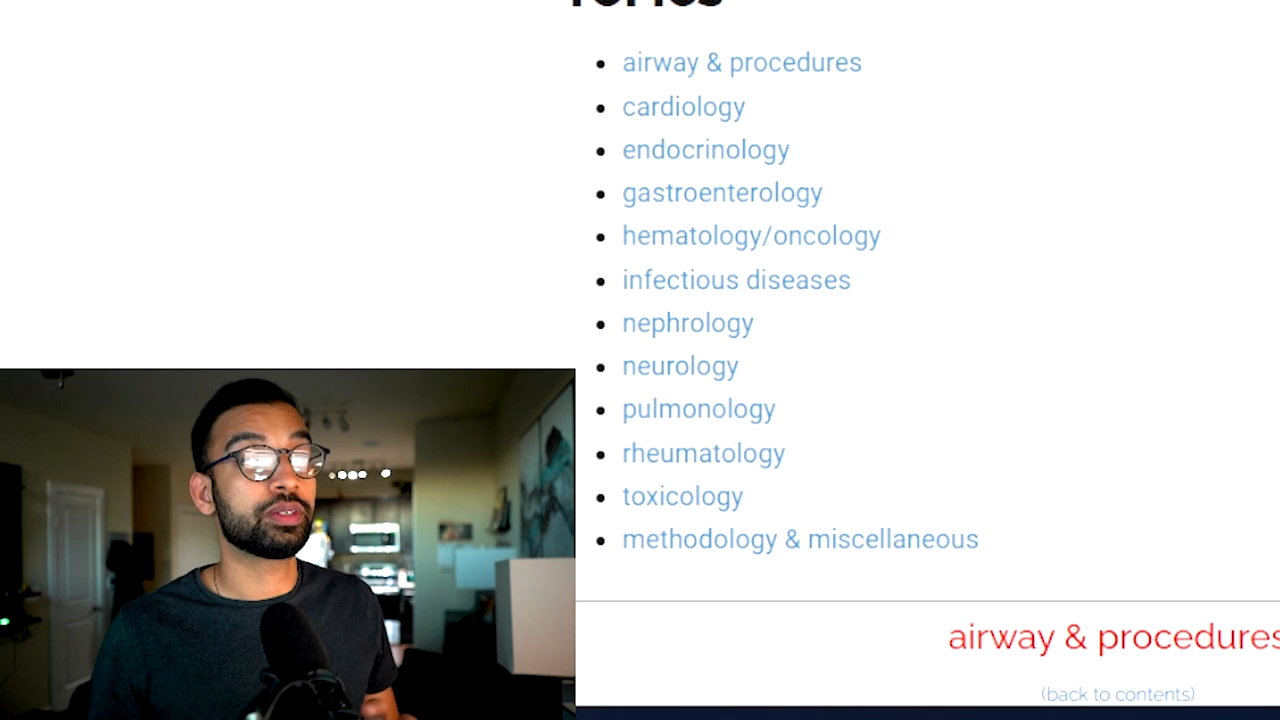 TOPICS
airway & procedures
cardiology
endocrinology
gastroenterology
hematology/oncology
infectious diseases
nephrology
neurology
pulmonology
rheumatology
toxicology
methodology & miscellaneous
airway & procedures
(back to contents)